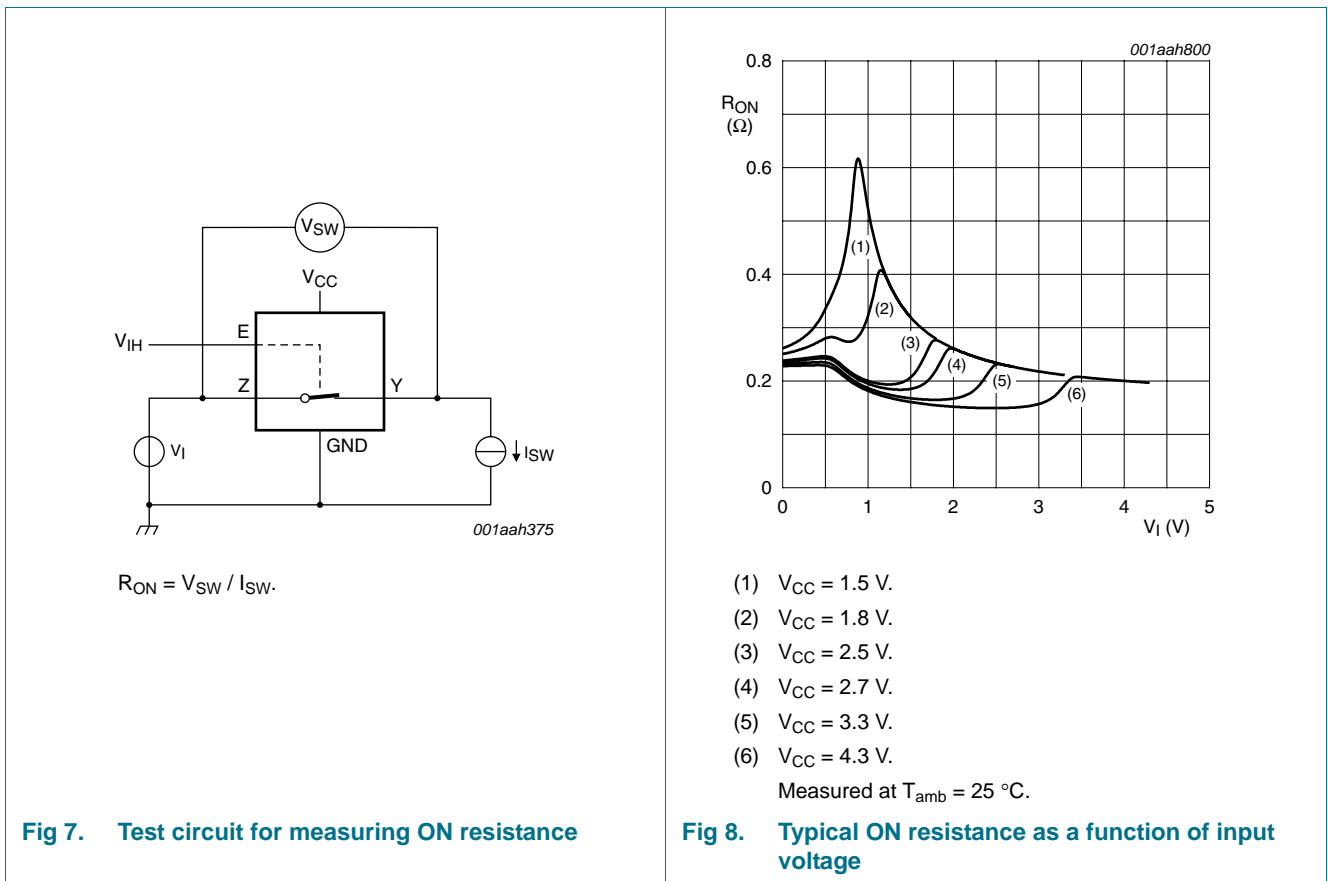 V_SW
V_CC
V_IH
E
Z
Y
GND
V_I
I_SW
001aah375
R_ON = V_SW / I_SW.
Fig 7. Test circuit for measuring ON resistance
001aah800
0.8
R_ON
(Ω)
0.6
0.4
0.2
0
(1)
(2)
(3)
(4)
(5)
(6)
0 1 2 3 4 5
V_I (V)
(1) V_CC = 1.5 V.
(2) V_CC = 1.8 V.
(3) V_CC = 2.5 V.
(4) V_CC = 2.7 V.
(5) V_CC = 3.3 V.
(6) V_CC = 4.3 V.
Measured at T_amb = 25 °C.
Fig 8. Typical ON resistance as a function of input
voltage